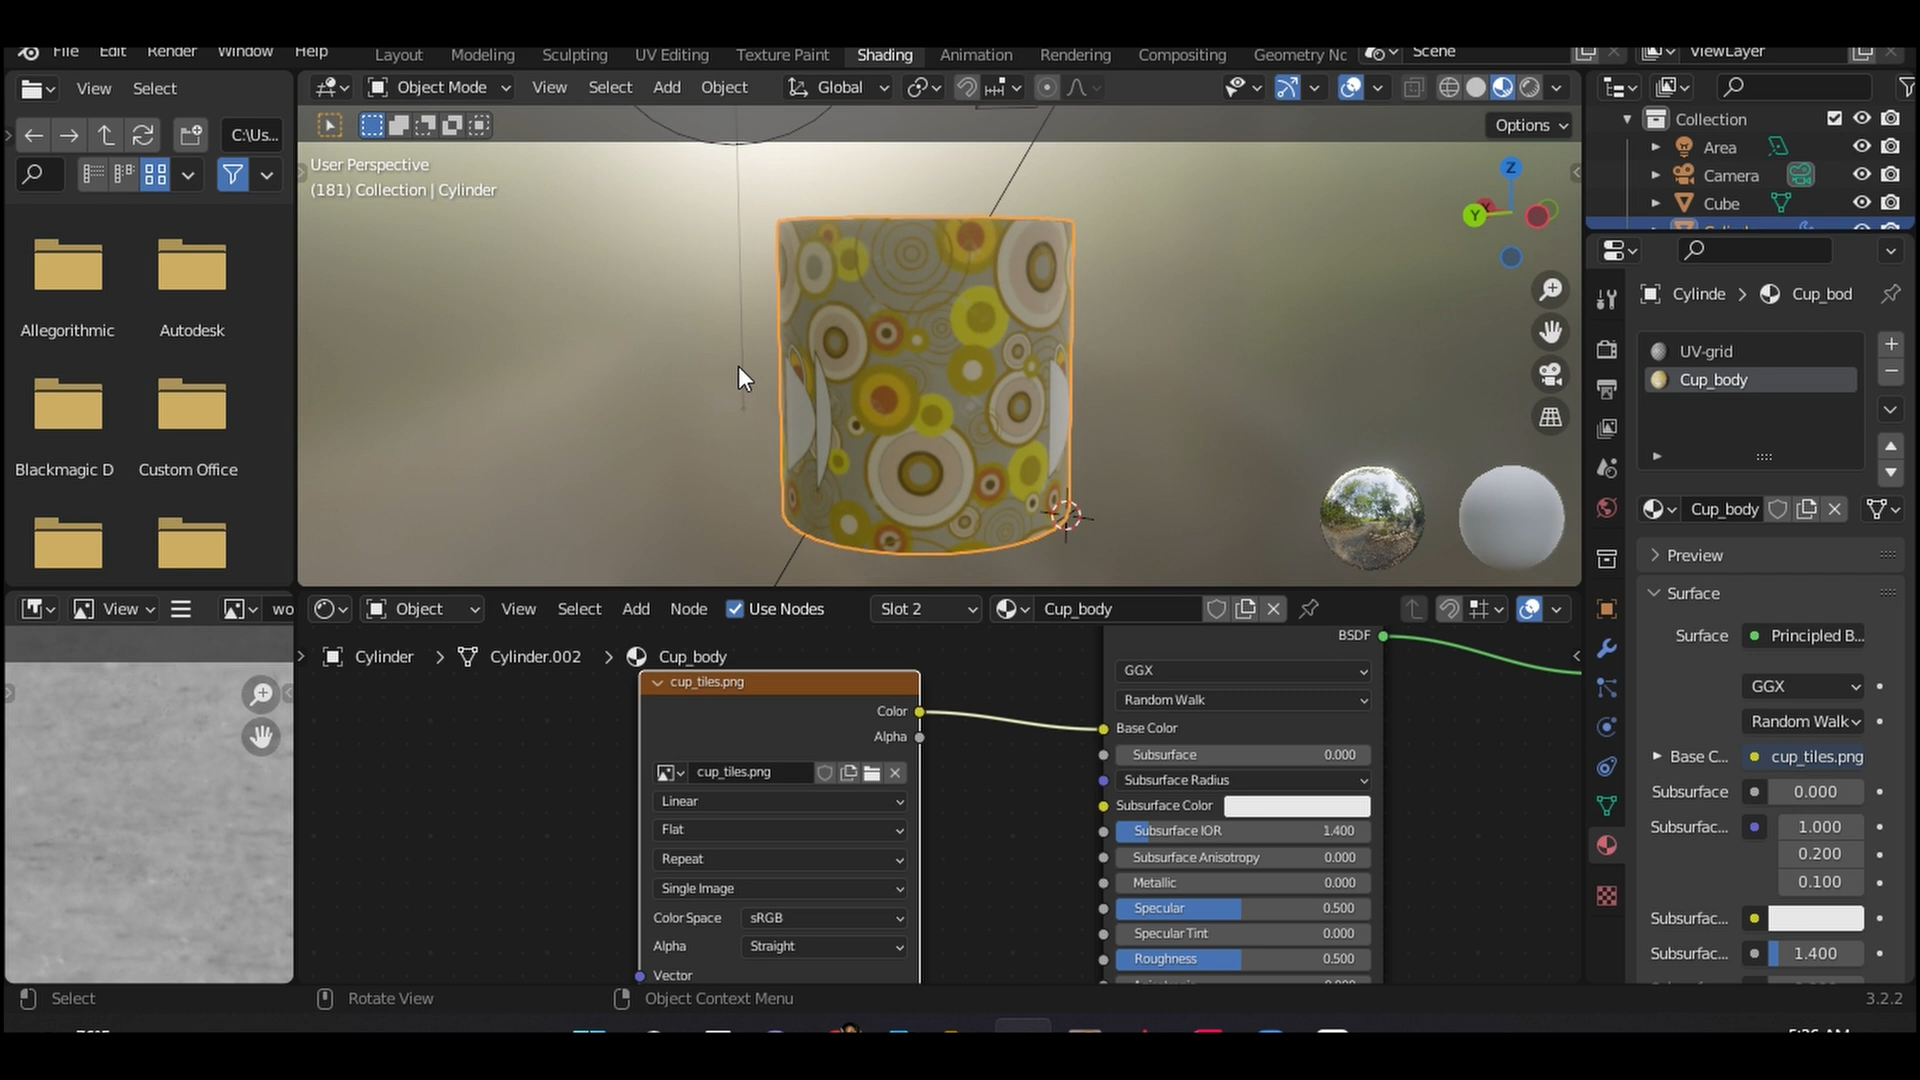 File Edit Render Window Help Layout Modeling Sculpting UV Editing Texture Paint Shading Animation Rendering Compositing Geometry Nc Scene ViewLayer
View Select
Object Mode View Select Add Object Global
Options
C:\Us...
User Perspective
(181) Collection | Cylinder
Z
Y
X
Allegorithmic Autodesk
Blackmagic D Custom Office
Collection
Area
Camera
Cube
Cylinde Cup_bod
UV-grid
Cup_body
Cup_body
Preview
Surface
Surface Principled B...
GGX
Random Walk
Base C... cup_tiles.png
Subsurface 0.000
Subsurfac... 1.000
0.200
0.100
Subsurfac...
Subsurfac... 1.400
View wo
Object View Select Add Node Use Nodes Slot 2 Cup_body
Cylinder Cylinder.002 Cup_body
cup_tiles.png
Color
Alpha
cup_tiles.png
Linear
Flat
Repeat
Single Image
Color Space sRGB
Alpha Straight
Vector
BSDF
GGX
Random Walk
Base Color
Subsurface 0.000
Subsurface Radius
Subsurface Color
Subsurface IOR 1.400
Subsurface Anisotropy 0.000
Metallic 0.000
Specular 0.500
Specular Tint 0.000
Roughness 0.500
Select Rotate View Object Context Menu 3.2.2